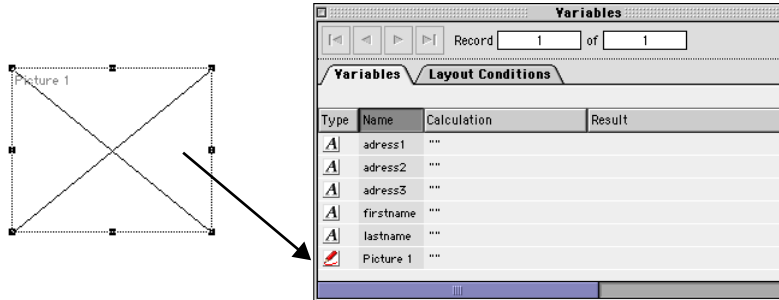 Picture 1
Variables
Record 1 of 1
Variables Layout Conditions
Type Name Calculation Result
A adress1 ""
A adress2 ""
A adress3 ""
A firstname ""
A lastname ""
Picture 1 ""